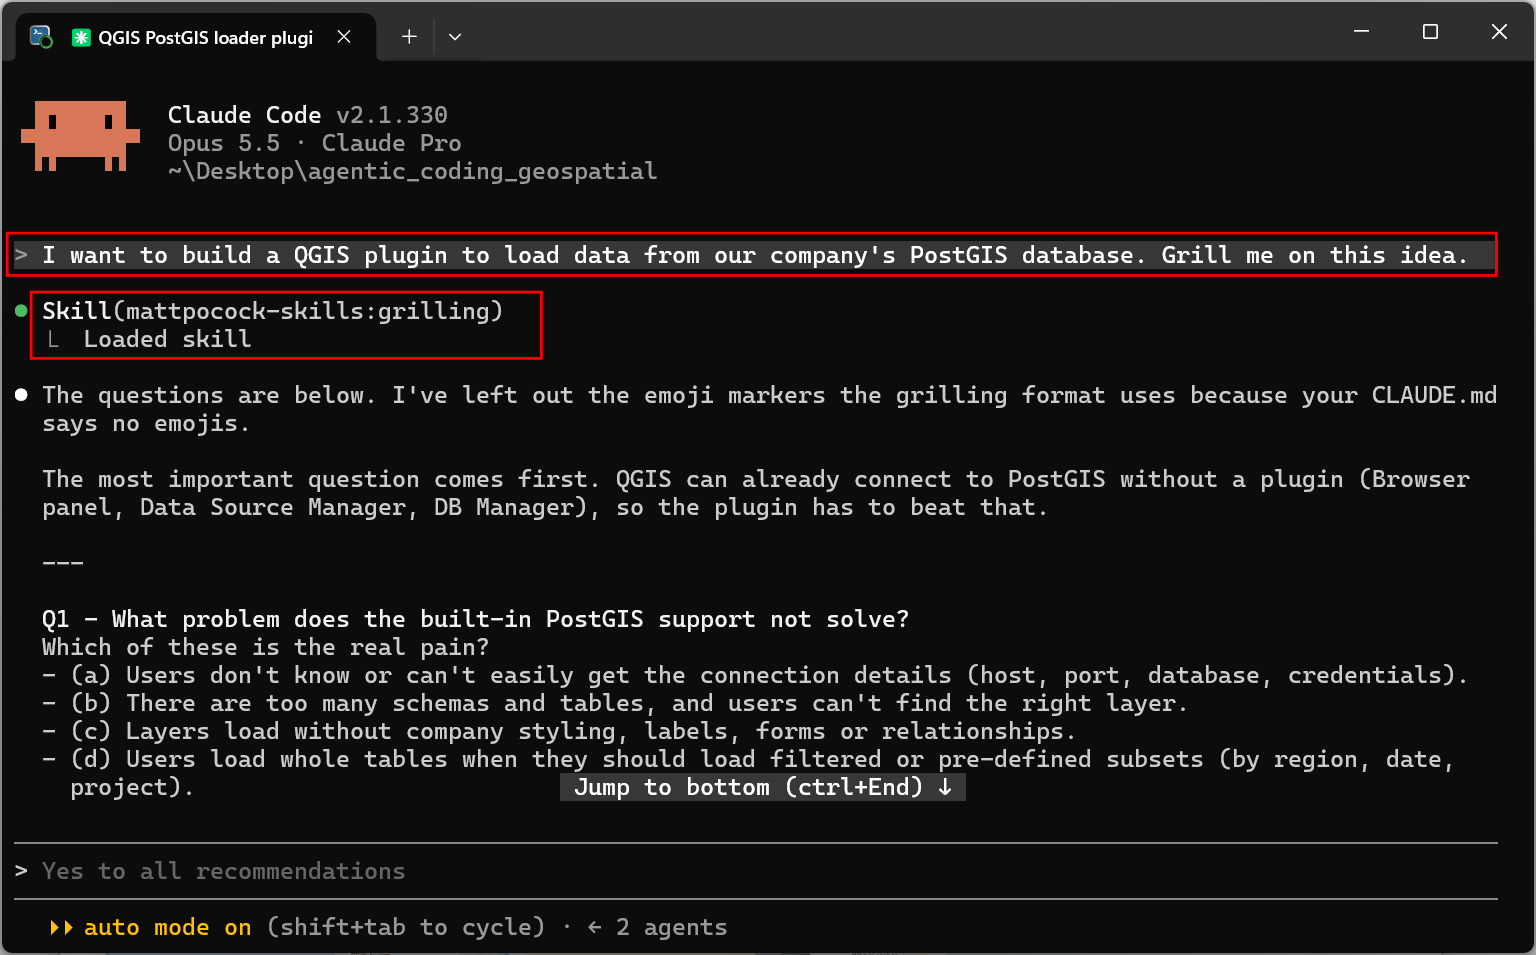 QGIS PostGIS loader plugi
Claude Code v2.1.330
Opus 5.5 · Claude Pro
~\Desktop\agentic_coding_geospatial
> I want to build a QGIS plugin to load data from our company's PostGIS database. Grill me on this idea.
● Skill(mattpocock-skills:grilling)
└ Loaded skill
● The questions are below. I've left out the emoji markers the grilling format uses because your CLAUDE.md
says no emojis.
The most important question comes first. QGIS can already connect to PostGIS without a plugin (Browser
panel, Data Source Manager, DB Manager), so the plugin has to beat that.
---
Q1 - What problem does the built-in PostGIS support not solve?
Which of these is the real pain?
- (a) Users don't know or can't easily get the connection details (host, port, database, credentials).
- (b) There are too many schemas and tables, and users can't find the right layer.
- (c) Layers load without company styling, labels, forms or relationships.
- (d) Users load whole tables when they should load filtered or pre-defined subsets (by region, date,
project).
Jump to bottom (ctrl+End) ↓
> Yes to all recommendations
auto mode on (shift+tab to cycle) · ← 2 agents